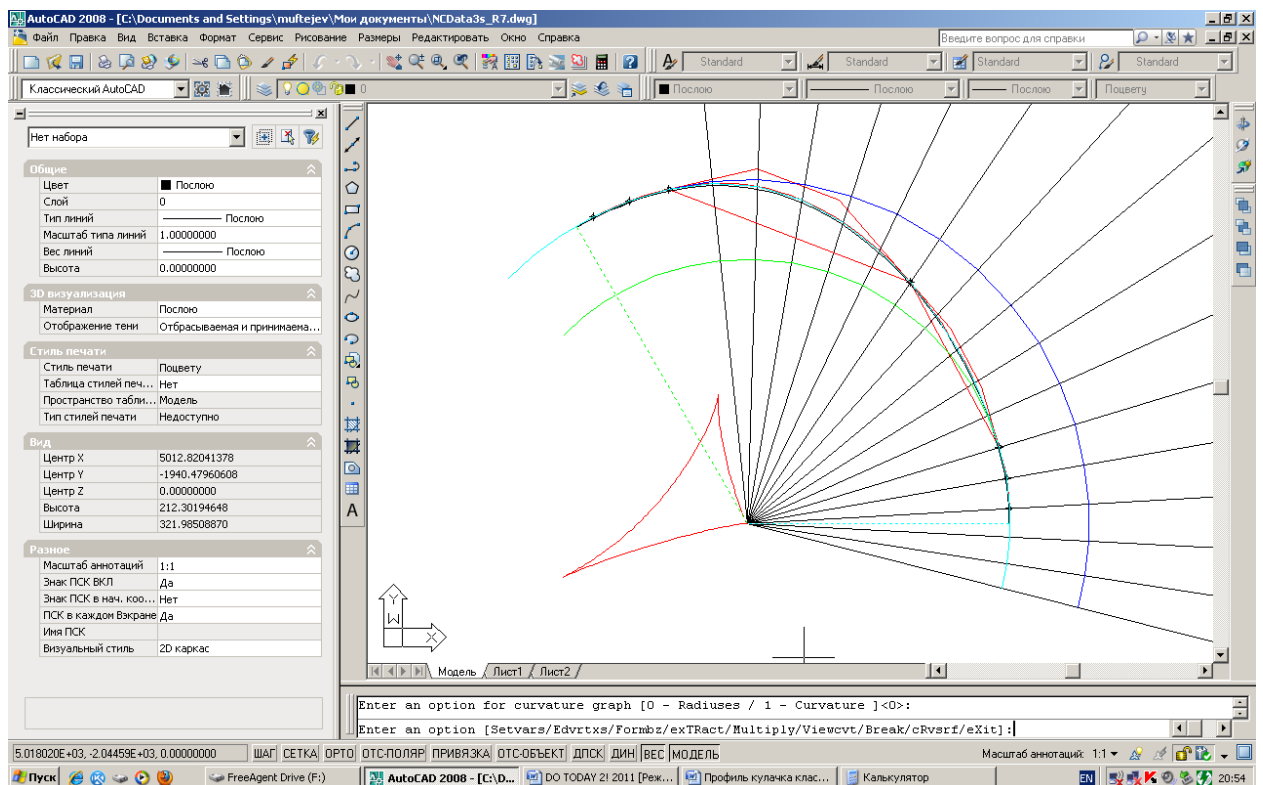 AutoCAD 2008 - [C:\Documents and Settings\muftejev\Мои документы\NCData3s_R7.dwg]
Файл Правка Вид Вставка Формат Сервис Рисование Размеры Редактировать Окно Справка
Введите вопрос для справки
Standard Standard Standard Standard
Классический AutoCAD 0 Послою Послою Послою Поцвету
Нет набора
Общие
Цвет Послою
Слой 0
Тип линий Послою
Масштаб типа линий 1.00000000
Вес линий Послою
Высота 0.00000000
3D визуализация
Материал Послою
Отображение тени Отбрасываемая и принимаема...
Стиль печати
Стиль печати Поцвету
Таблица стилей печ... Нет
Пространство табли... Модель
Тип стилей печати Недоступно
Вид
Центр X 5012.82041378
Центр Y -1940.47960608
Центр Z 0.00000000
Высота 212.30194648
Ширина 321.98508870
Разное
Масштаб аннотаций 1:1
Знак ПСК ВКЛ Да
Знак ПСК в нач. коо... Нет
ПСК в каждом Вэкране Да
Имя ПСК
Визуальный стиль 2D каркас
A
Y
W
X
Модель Лист1 Лист2
Enter an option for curvature graph [0 - Radiuses / 1 - Curvature ]<0>:
Enter an option [Setvars/Edvrtxs/Formbz/exTRact/Multiply/Viewcvt/Break/cRvsrf/eXit]:
5.018020E+03, -2.04459E+03, 0.00000000 ШАГ СЕТКА ОРТО ОТС-ПОЛЯР ПРИВЯЗКА ОТС-ОБЪЕКТ ДПСК ДИН ВЕС МОДЕЛЬ Масштаб аннотаций: 1:1
Пуск FreeAgent Drive (F:) AutoCAD 2008 - [C:\D... DO TODAY 2! 2011 [Реж... Профиль кулачка клас... Калькулятор EN 20:54